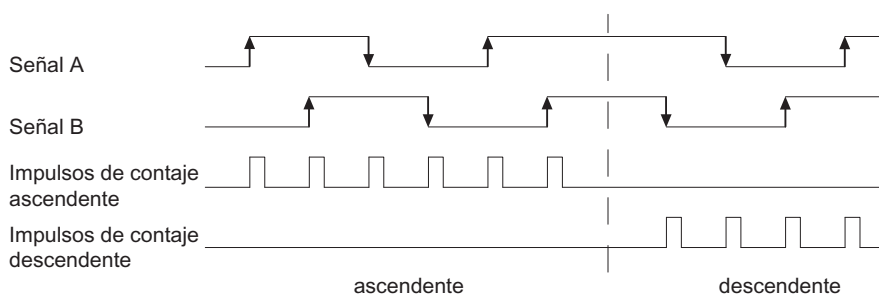 Señal A
Señal B
Impulsos de contaje
ascendente
Impulsos de contaje
descendente
ascendente
descendente